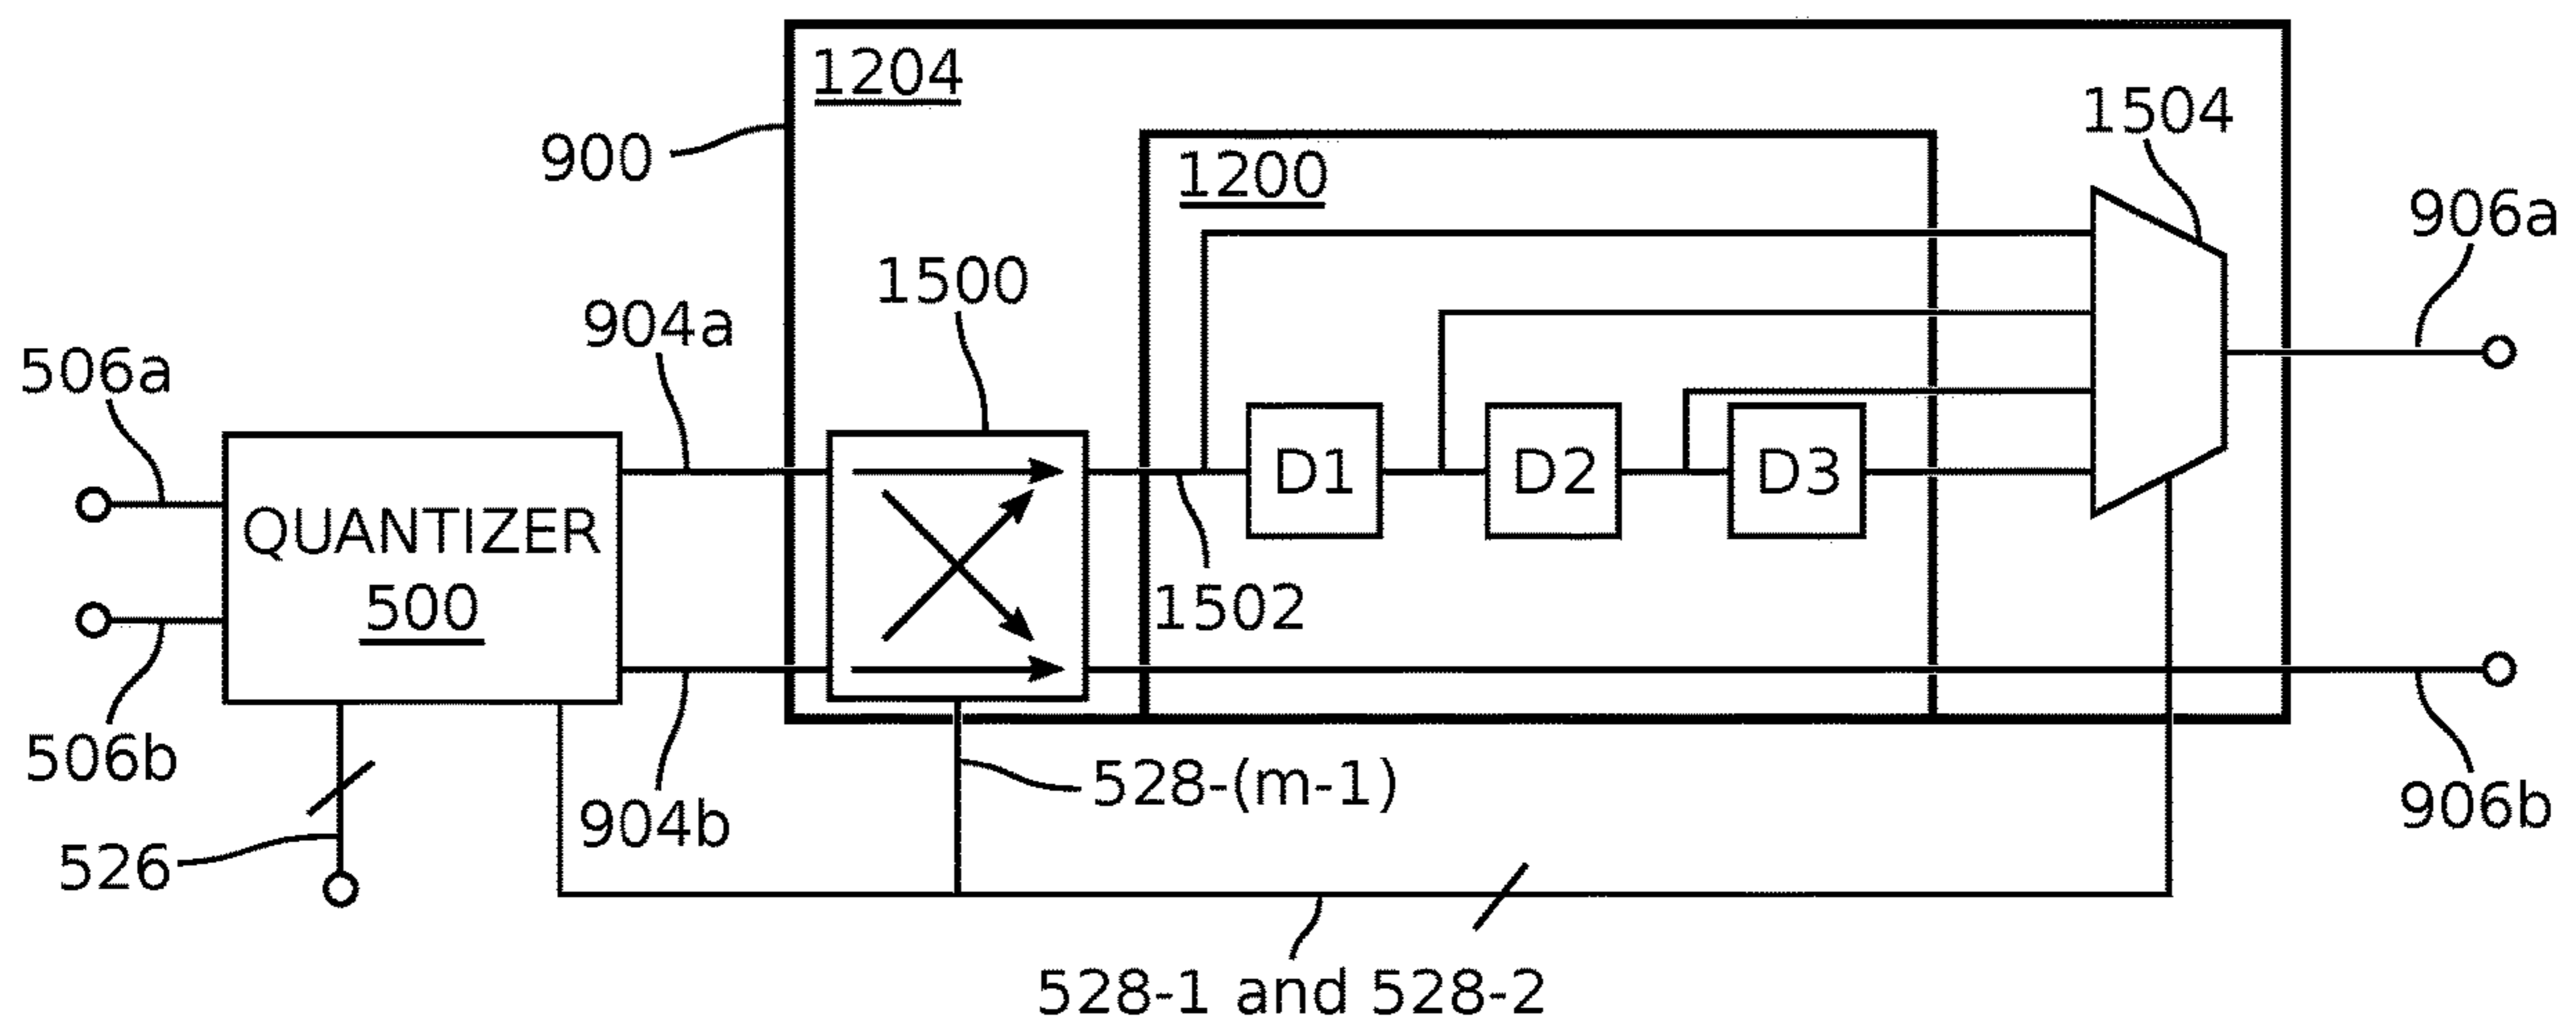 1204
1504
900
1200
906a
1500
904a
506a
D1
D2
D3
QUANTIZER
500
1502
506b
528-(m-1)
904b
906b
526
528-1 and 528-2